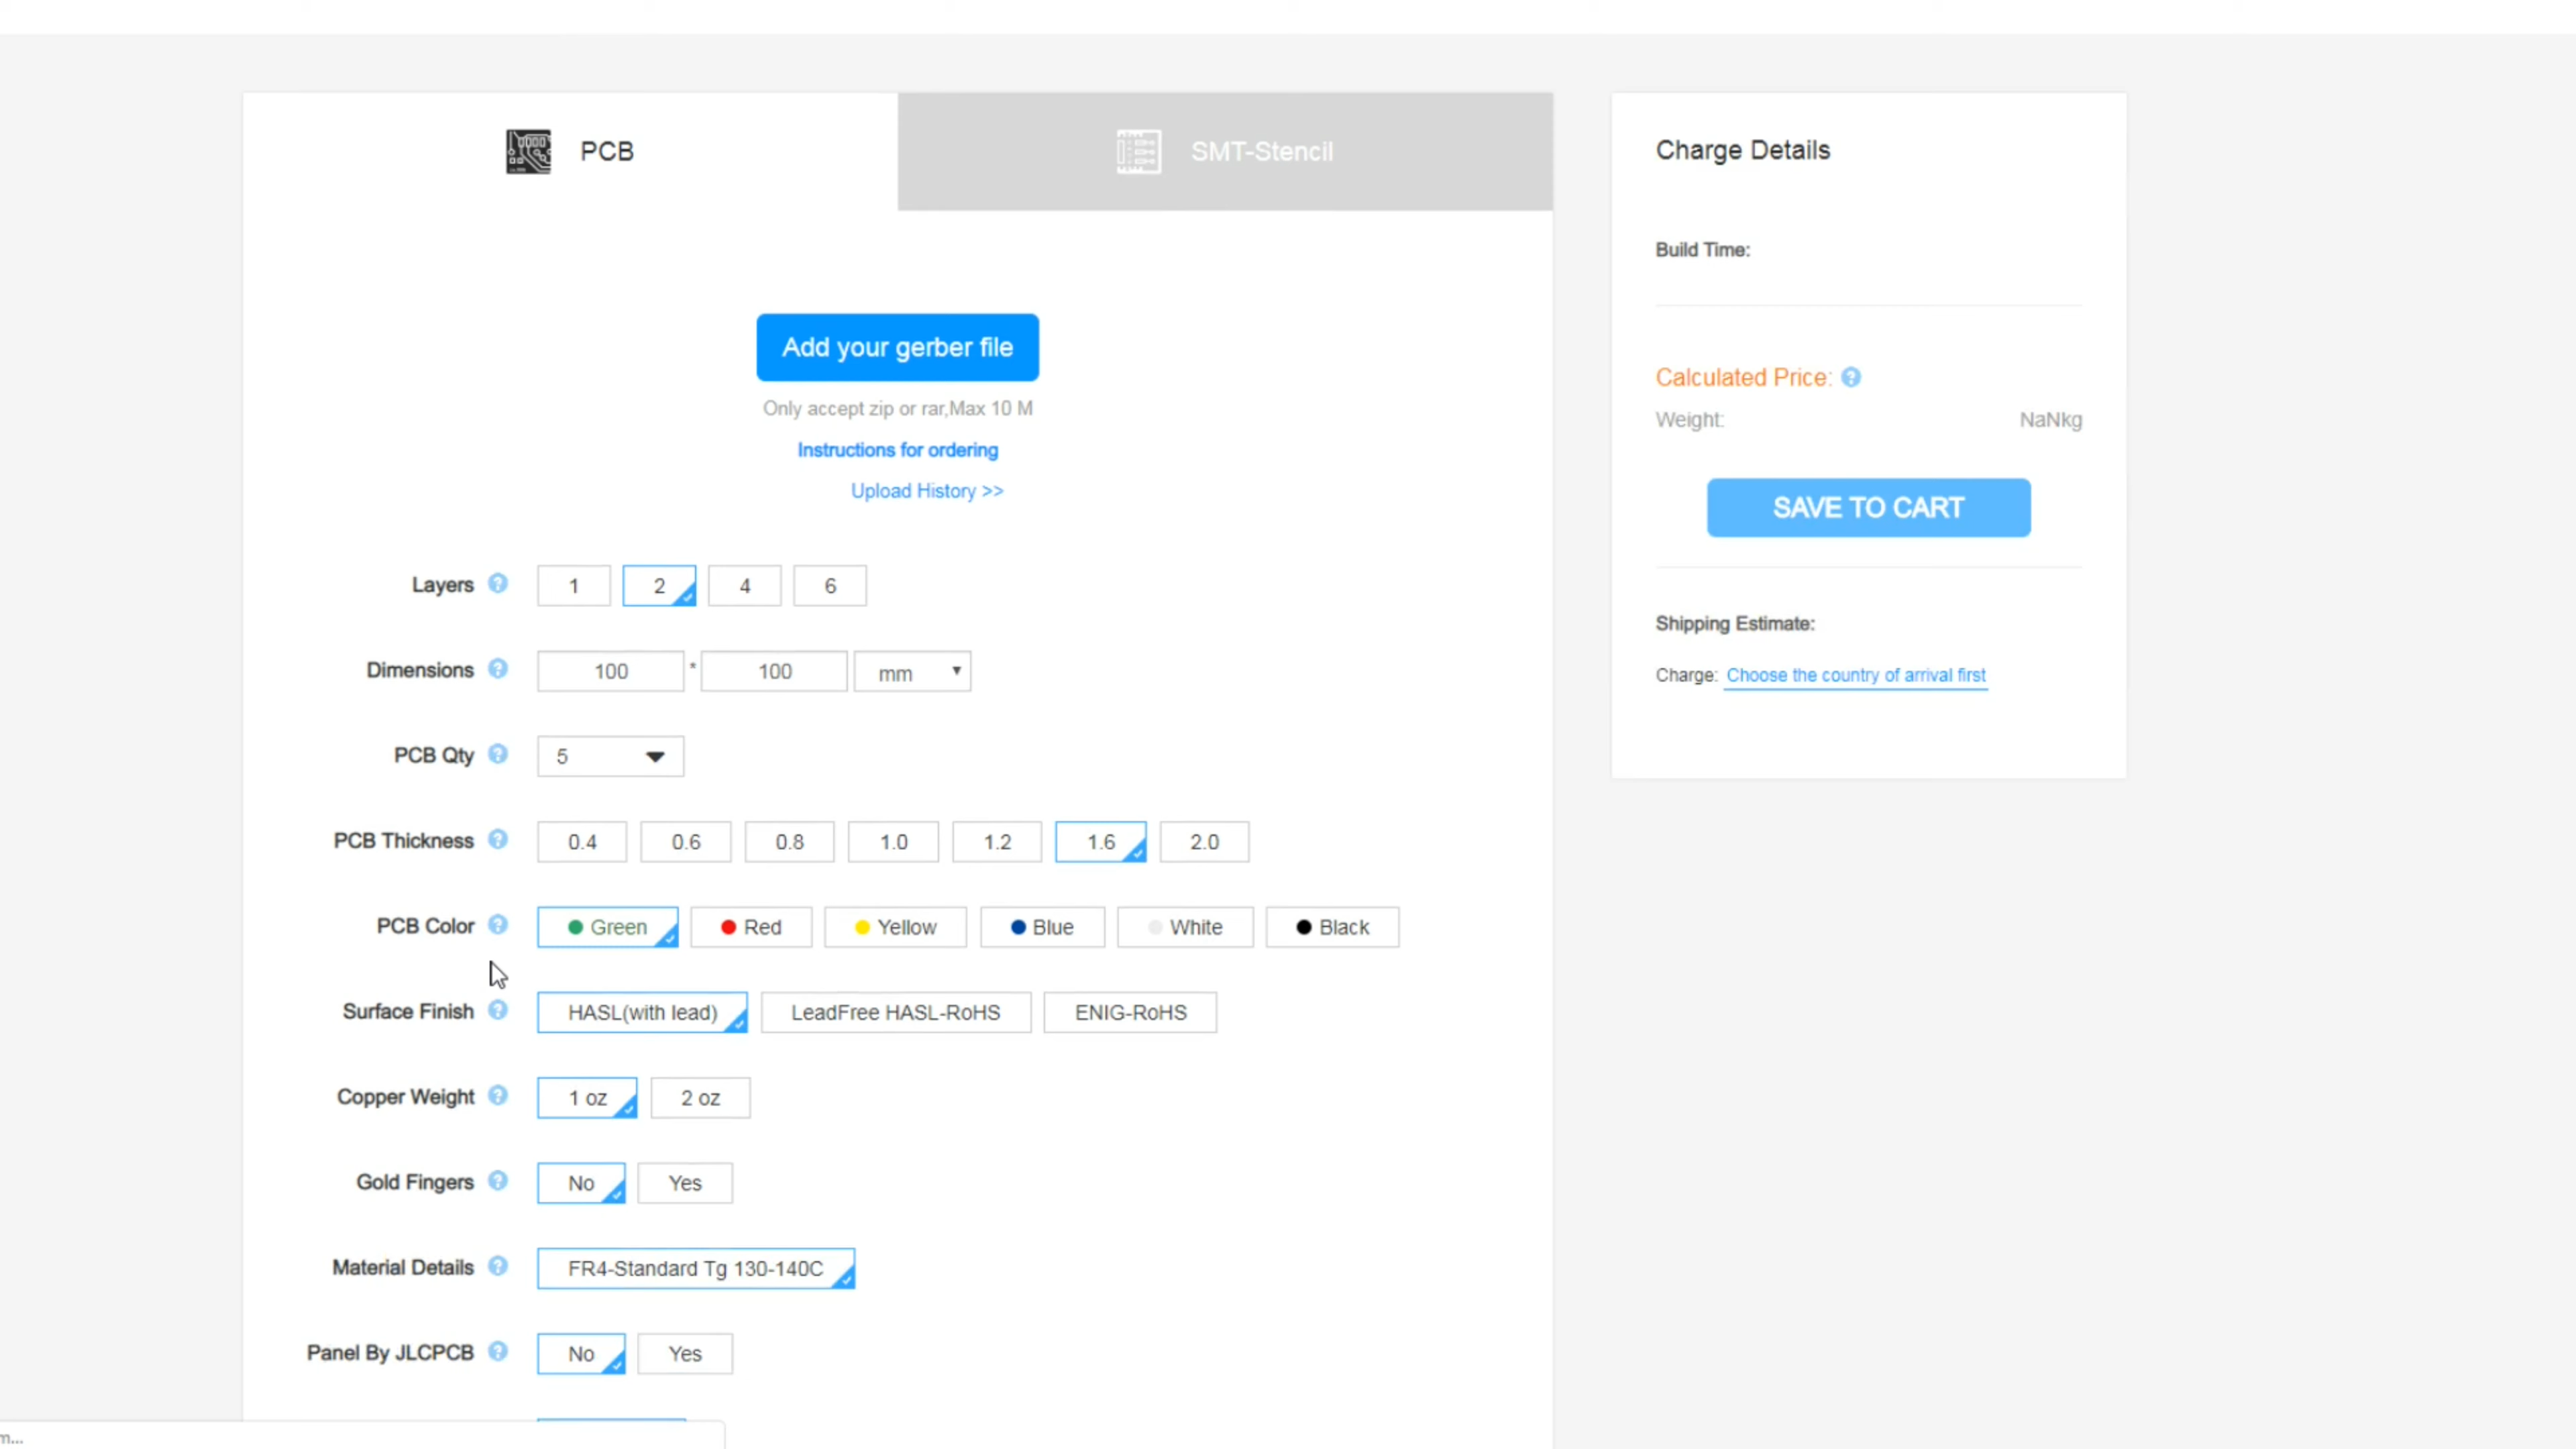 PCB
SMT-Stencil
Add your gerber file
Only accept zip or rar,Max 10 M
Instructions for ordering
Upload History >>
Layers ? 1 2 4 6
Dimensions ? 100 * 100 mm
PCB Qty ? 5
PCB Thickness ? 0.4 0.6 0.8 1.0 1.2 1.6 2.0
PCB Color ? Green Red Yellow Blue White Black
Surface Finish ? HASL(with lead) LeadFree HASL-RoHS ENIG-RoHS
Copper Weight ? 1 oz 2 oz
Gold Fingers ? No Yes
Material Details ? FR4-Standard Tg 130-140C
Panel By JLCPCB ? No Yes
m...
Charge Details
Build Time:
Calculated Price: ?
Weight: NaNkg
SAVE TO CART
Shipping Estimate:
Charge: Choose the country of arrival first